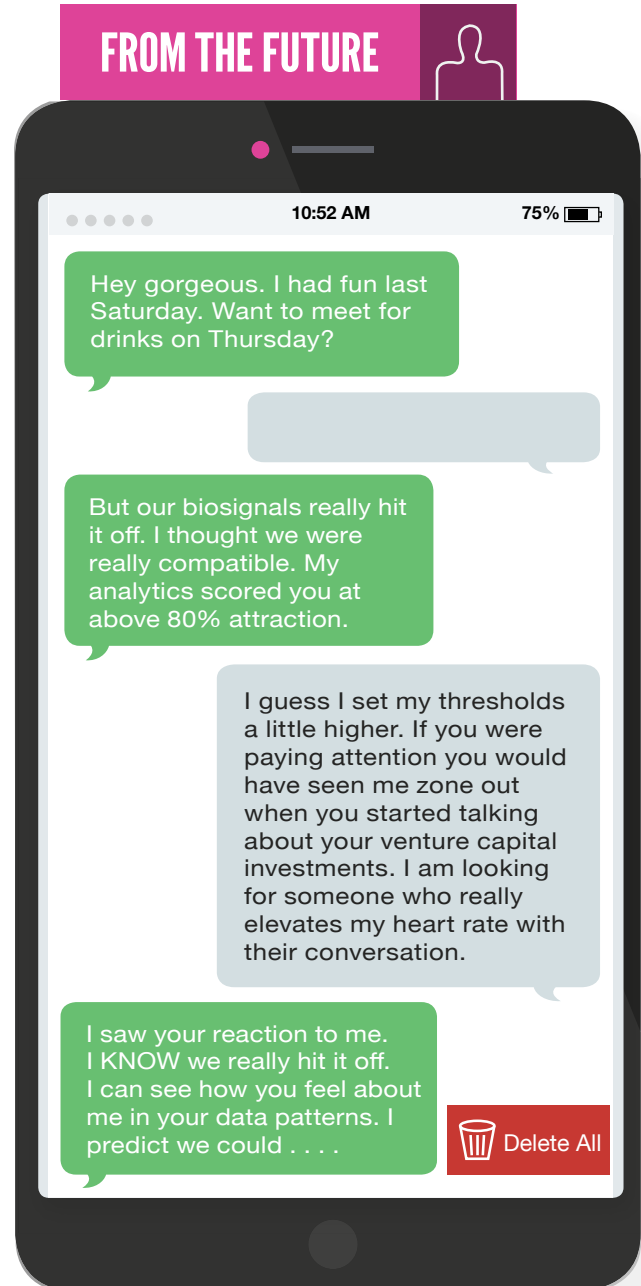 FROM THE FUTURE
10:52 AM
75%
Hey gorgeous. I had fun last
Saturday. Want to meet for
drinks on Thursday?
But our biosignals really hit
it off. I thought we were
really compatible. My
analytics scored you at
above 80% attraction.
I guess I set my thresholds
a little higher. If you were
paying attention you would
have seen me zone out
when you started talking
about your venture capital
investments. I am looking
for someone who really
elevates my heart rate with
their conversation.
I saw your reaction to me.
I KNOW we really hit it off.
I can see how you feel about
me in your data patterns. I
predict we could . . . .
Delete All